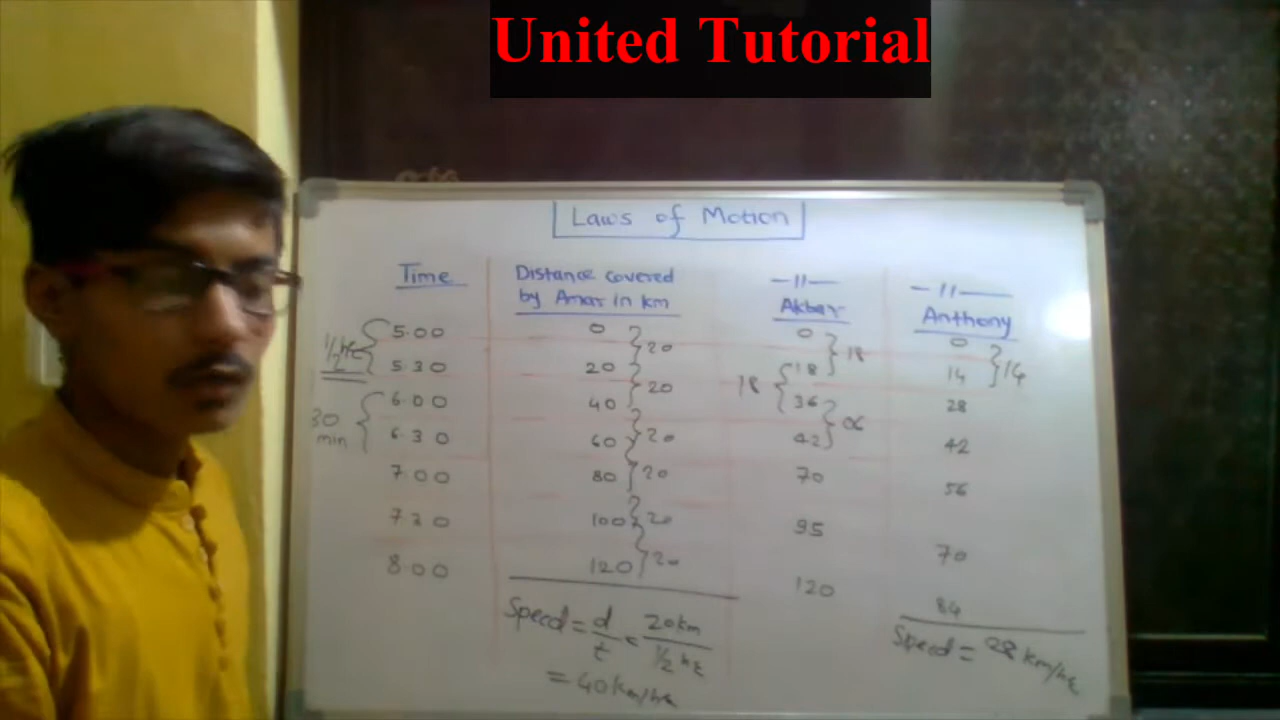 United Tutorial
Laws of Motion
Time
Distance covered
by Amar in km
—11—
Akbar
—11—
Anthony
5.00 0 0 0
1/2 hr 20 18 14
5.30 20 18 14
20 18
6.00 40 36 28
30
min 20 06
6.30 60 42 42
20
7.00 80 70 56
20
7 30 100 95 70
20
8.00 120 120 84
Speed = d/t = 20km / 1/2 hr
= 40 km/hr
Speed = 28 km/hr